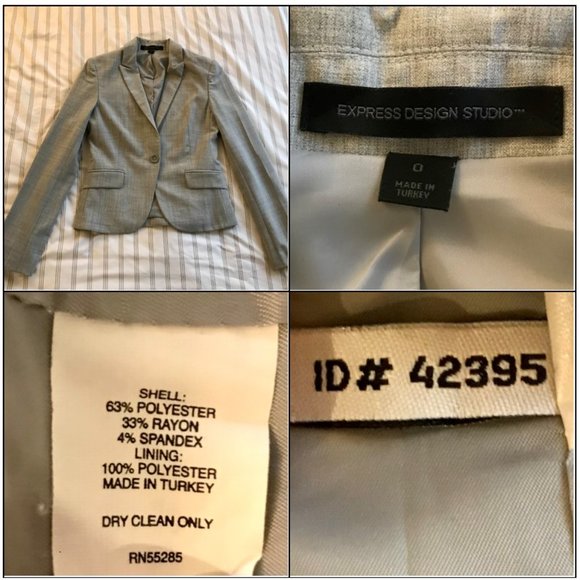 EXPRESS DESIGN STUDIO
0
MADE IN
TURKEY
SHELL:
63% POLYESTER
33% RAYON
4% SPANDEX
LINING:
100% POLYESTER
MADE IN TURKEY
DRY CLEAN ONLY
RN55285
ID# 42395